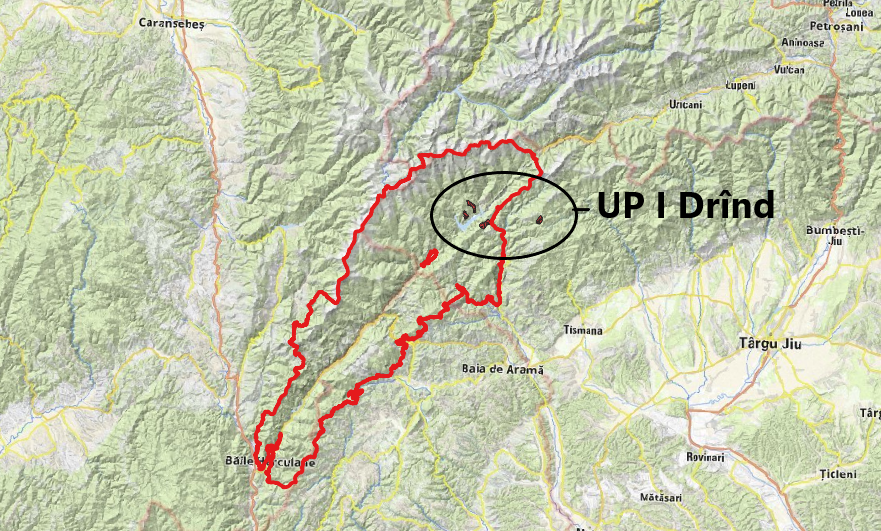 Petrila
Lonea
Caransebeș
Petroșani
Aninoasa
Vulcan
Lupeni
Uricani
UP I Drînd
Bumbești-
Jiu
Tismana
Târgu Jiu
Baia de Aramă
Târg
Băile Herculane
Rovinari
Țicleni
Mătăsari